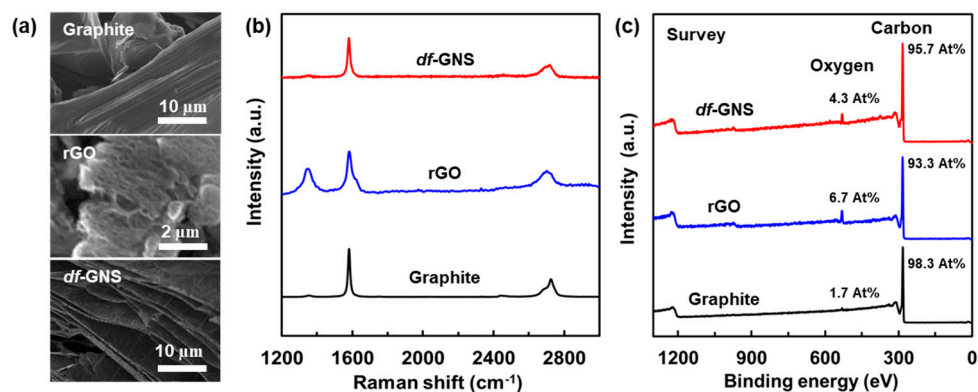 (a)
Graphite
10 μm
rGO
2 μm
df-GNS
10 μm
(b)
df-GNS
rGO
Graphite
Intensity (a.u.)
1200 1600 2000 2400 2800
Raman shift (cm⁻¹)
(c)
Survey
Carbon
95.7 At%
Oxygen
df-GNS
4.3 At%
93.3 At%
rGO
6.7 At%
98.3 At%
Graphite
1.7 At%
Intensity (a.u.)
1200 900 600 300 0
Binding energy (eV)